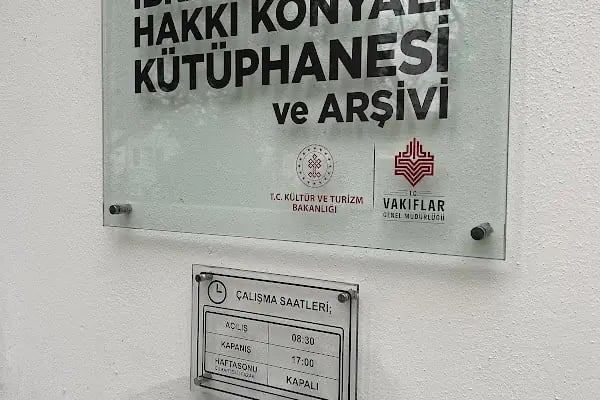 HAKKI KONYALI
KÜTÜPHANESİ
ve ARŞİVİ
T.C. KÜLTÜR VE TURİZM
BAKANLIĞI
T.C.
VAKIFLAR
GENEL MÜDÜRLÜĞÜ
ÇALIŞMA SAATLERİ;
AÇILIŞ 08:30
KAPANIŞ 17:00
HAFTASONU KAPALI